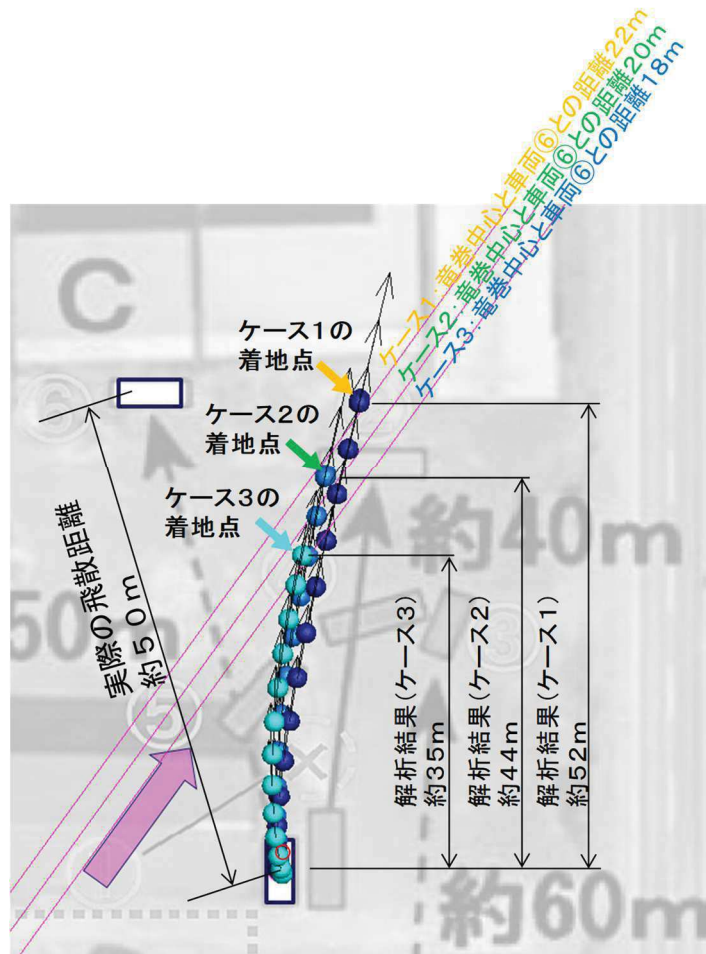 ケース1:竜巻中心と車両⑥との距離22m
ケース2:竜巻中心と車両⑥との距離20m
ケース3:竜巻中心と車両⑥との距離18m
C
ケース1の
着地点
⑥
ケース2の
着地点
ケース3の
着地点
約40m
実際の飛散距離
約50m
50m
③
⑤
解析結果(ケース3)
約35m
解析結果(ケース2)
約44m
解析結果(ケース1)
約52m
①
約60m